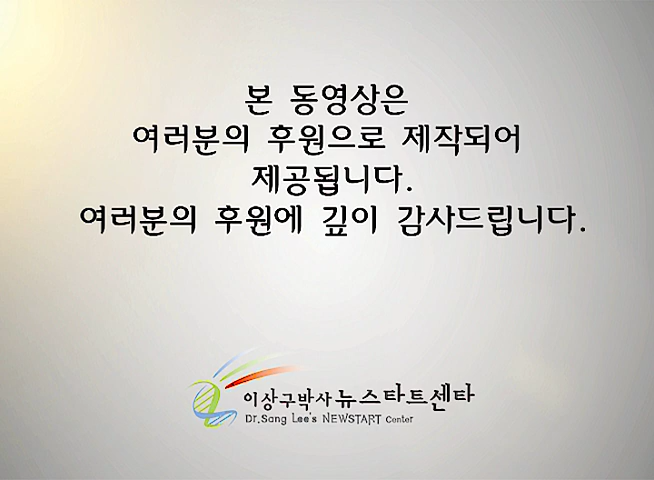 본 동영상은
여러분의 후원으로 제작되어
제공됩니다.
여러분의 후원에 깊이 감사드립니다.
이상구박사 뉴스타트센타
Dr.Sang Lee's NEWSTART Center